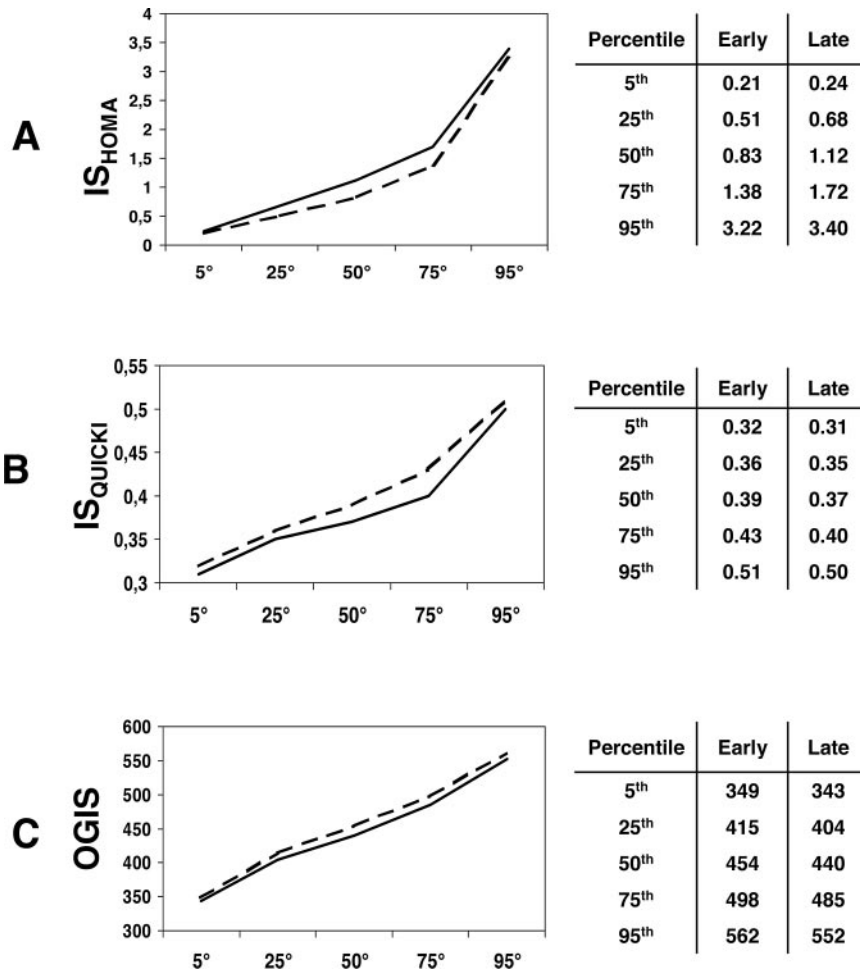 A
IS HOMA
4
3,5
3
2,5
2
1,5
1
0,5
0
5° 25° 50° 75° 95°
Percentile Early Late
5th 0.21 0.24
25th 0.51 0.68
50th 0.83 1.12
75th 1.38 1.72
95th 3.22 3.40
B
IS QUICKI
0,55
0,5
0,45
0,4
0,35
0,3
5° 25° 50° 75° 95°
Percentile Early Late
5th 0.32 0.31
25th 0.36 0.35
50th 0.39 0.37
75th 0.43 0.40
95th 0.51 0.50
C
OGIS
600
550
500
450
400
350
300
5° 25° 50° 75° 95°
Percentile Early Late
5th 349 343
25th 415 404
50th 454 440
75th 498 485
95th 562 552